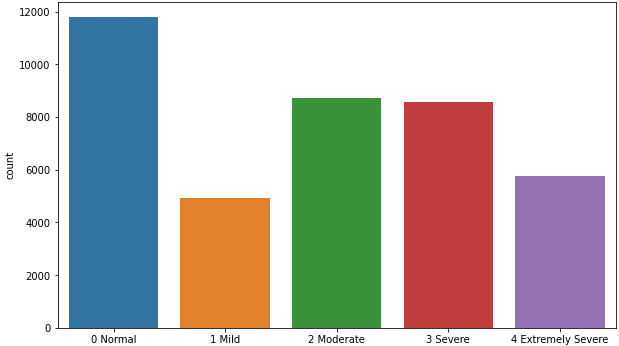 12000
10000
8000
6000
4000
2000
0
count
0 Normal
1 Mild
2 Moderate
3 Severe
4 Extremely Severe